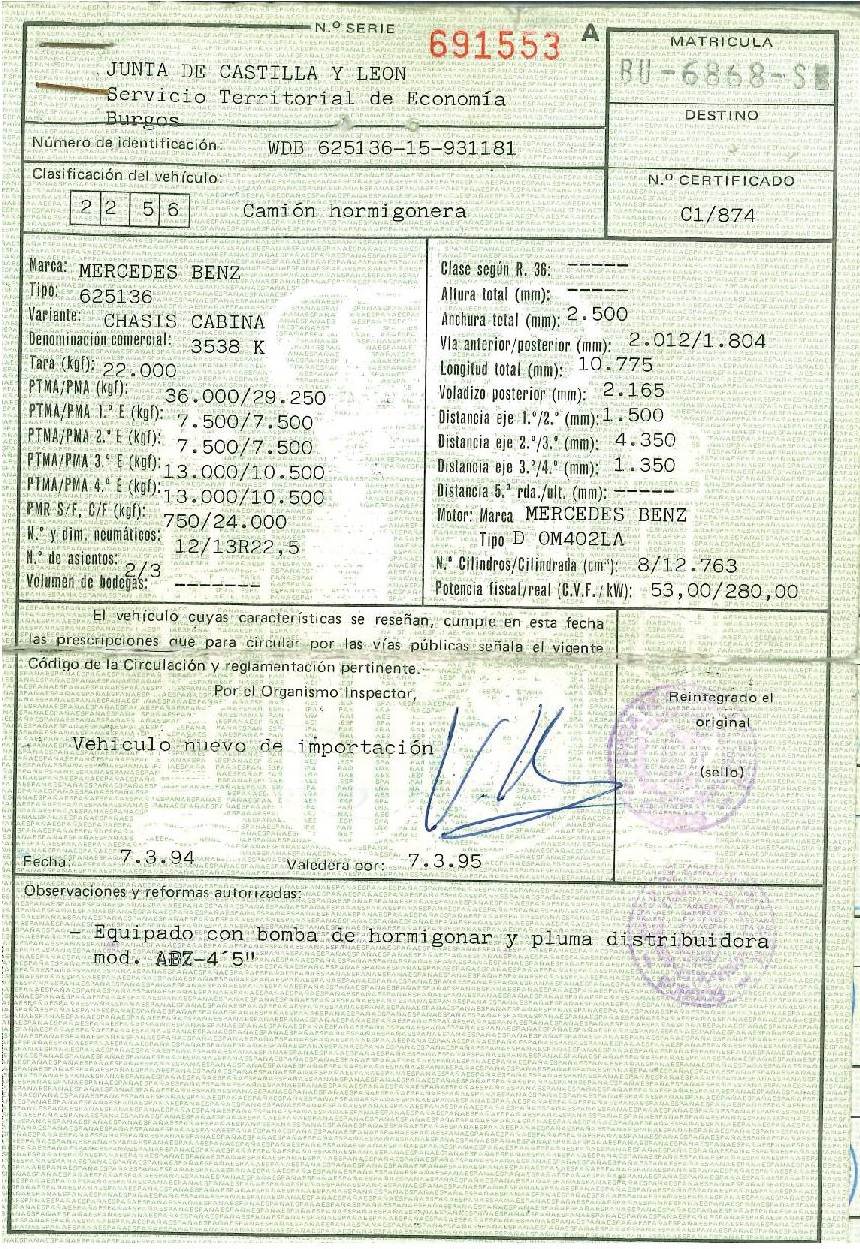 N.º SERIE
691553 A
MATRICULA
BU-6868-S
JUNTA DE CASTILLA Y LEON
Servicio Territorial de Economía
Burgos
DESTINO
Número de identificación: WDB 625136-15-931181
Clasificación del vehículo:
2 2 5 6 Camión hormigonera
N.º CERTIFICADO
C1/874
Marca: MERCEDES BENZ
Tipo: 625136
Variante: CHASIS CABINA
Denominación comercial: 3538 K
Tara (kgf): 22.000
PTMA/PMA (kgf): 36.000/29.250
PTMA/PMA 1.º E (kgf): 7.500/7.500
PTMA/PMA 2.º E (kgf): 7.500/7.500
PTMA/PMA 3.º E (kgf): 13.000/10.500
PTMA/PMA 4.º E (kgf): 13.000/10.500
PMR S/F, C/F (kgf): 750/24.000
N.º y dim. neumáticos: 12/13R22,5
N.º de asientos: 2/3
Volumen de bodegas: -------
Clase según R. 36: ------
Altura total (mm): ------
Anchura total (mm): 2.500
Vía anterior/posterior (mm): 2.012/1.804
Longitud total (mm): 10.775
Voladizo posterior (mm): 2.165
Distancia eje 1.º/2.º (mm): 1.500
Distancia eje 2.º/3.º (mm): 4.350
Distancia eje 3.º/4.º (mm): 1.350
Distancia 5.ª rda./ult. (mm): ------
Motor: Marca MERCEDES BENZ
Tipo D OM402LA
N.º Cilindros/Cilindrada (cm³): 8/12.763
Potencia fiscal/real (C.V.F./kW): 53,00/280,00
El vehículo cuyas características se reseñan, cumple en esta fecha
las prescripciones que para circular por las vías públicas señala el vigente
Código de la Circulación y reglamentación pertinente.
Por el Organismo Inspector,
Reintegrado el
original
(sello)
Vehiculo nuevo de importación
Fecha: 7.3.94 Valedera por: 7.3.95
Observaciones y reformas autorizadas:
- Equipado con bomba de hormigonar y pluma distribuidora
mod. ABZ-4´5"